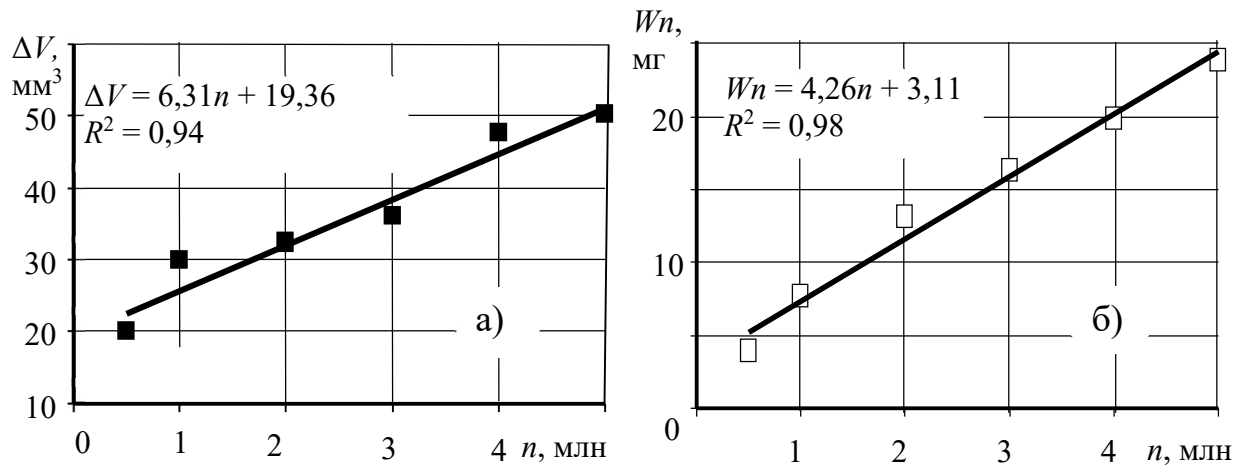 ΔV,
мм³
ΔV = 6,31n + 19,36
R² = 0,94
50
40
30
20
10
а)
0 1 2 3 4 n, млн
Wn,
мг
Wn = 4,26n + 3,11
R² = 0,98
20
10
0
б)
1 2 3 4 n, млн